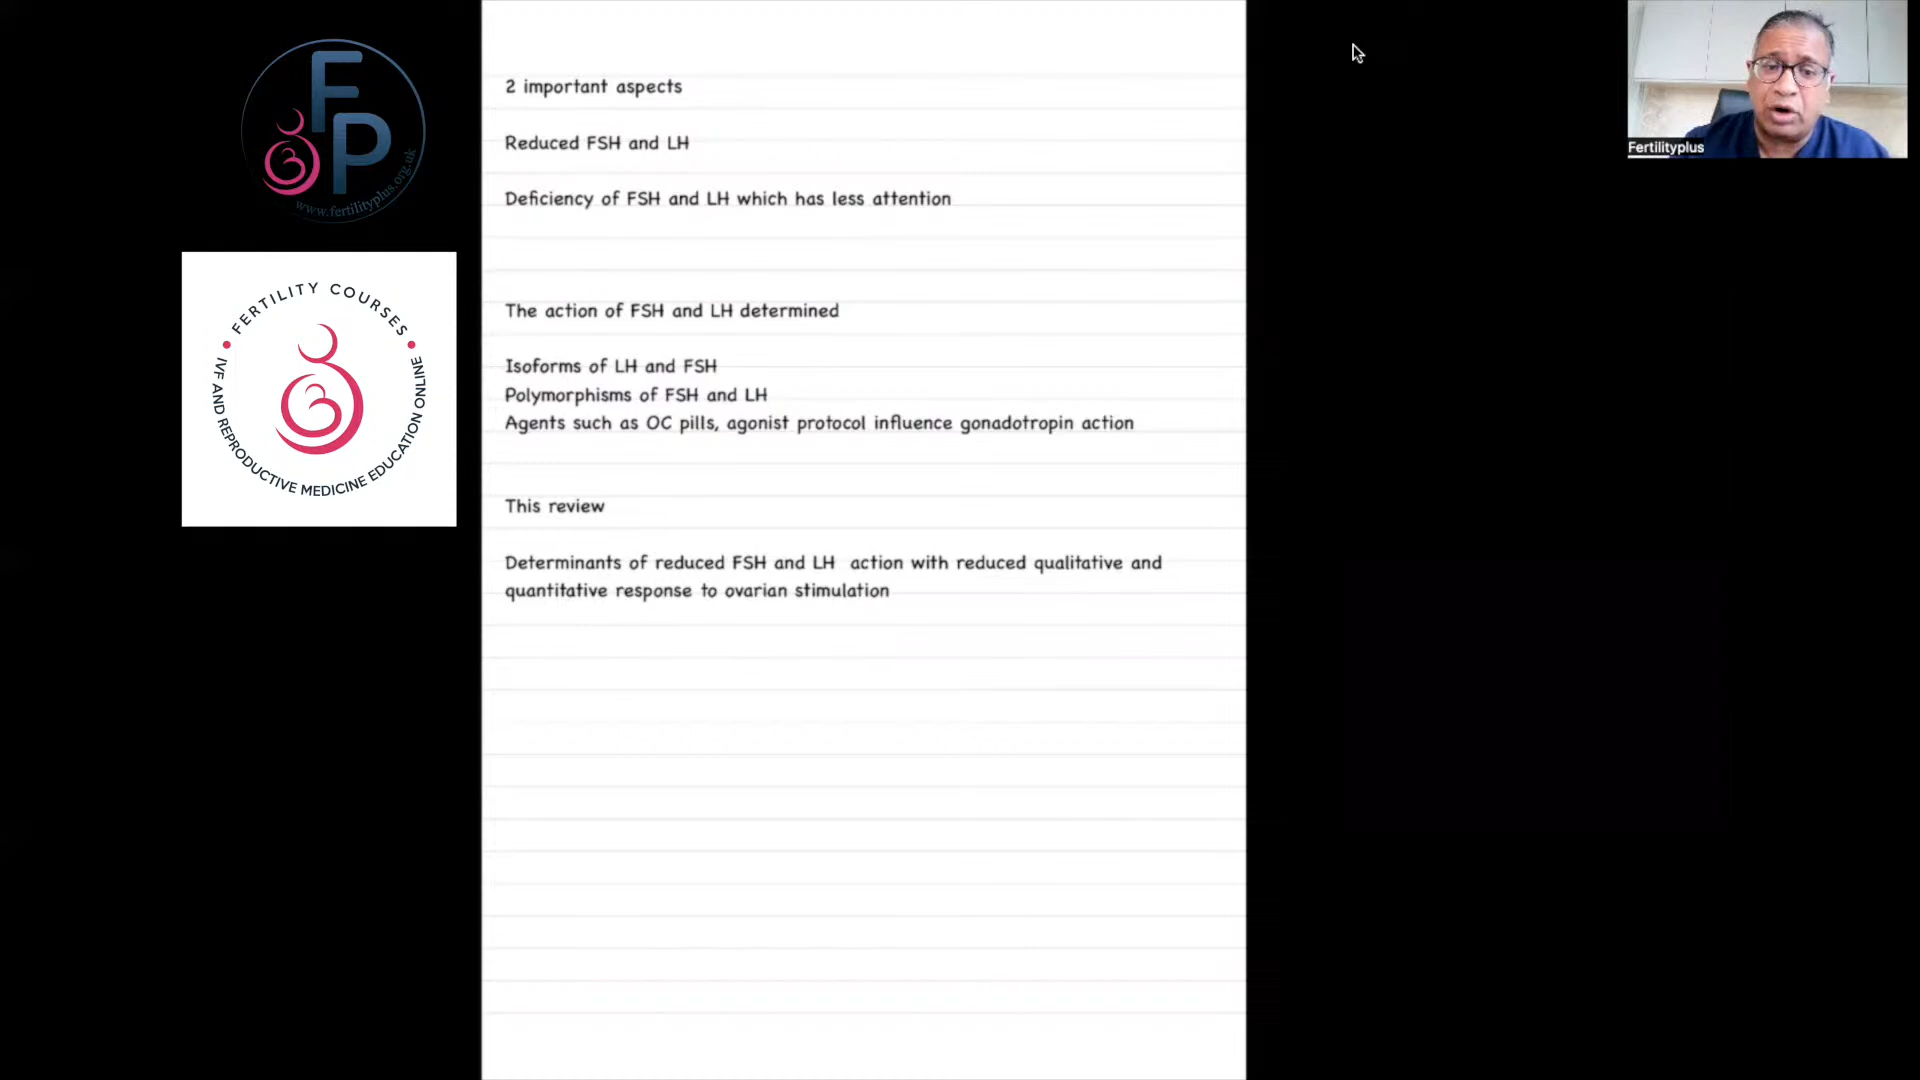 FP
www.fertilityplus.org.uk
• FERTILITY COURSES •
IVF AND REPRODUCTIVE MEDICINE EDUCATION ONLINE
2 important aspects
Reduced FSH and LH
Deficiency of FSH and LH which has less attention
The action of FSH and LH determined
Isoforms of LH and FSH
Polymorphisms of FSH and LH
Agents such as OC pills, agonist protocol influence gonadotropin action
This review
Determinants of reduced FSH and LH action with reduced qualitative and
quantitative response to ovarian stimulation
Fertilityplus